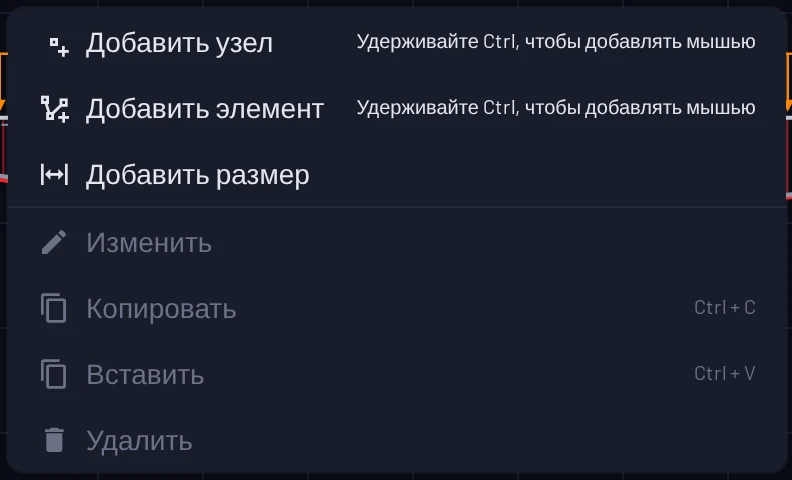 Добавить узел Удерживайте Ctrl, чтобы добавлять мышью
Добавить элемент Удерживайте Ctrl, чтобы добавлять мышью
Добавить размер
Изменить
Копировать Ctrl + C
Вставить Ctrl + V
Удалить